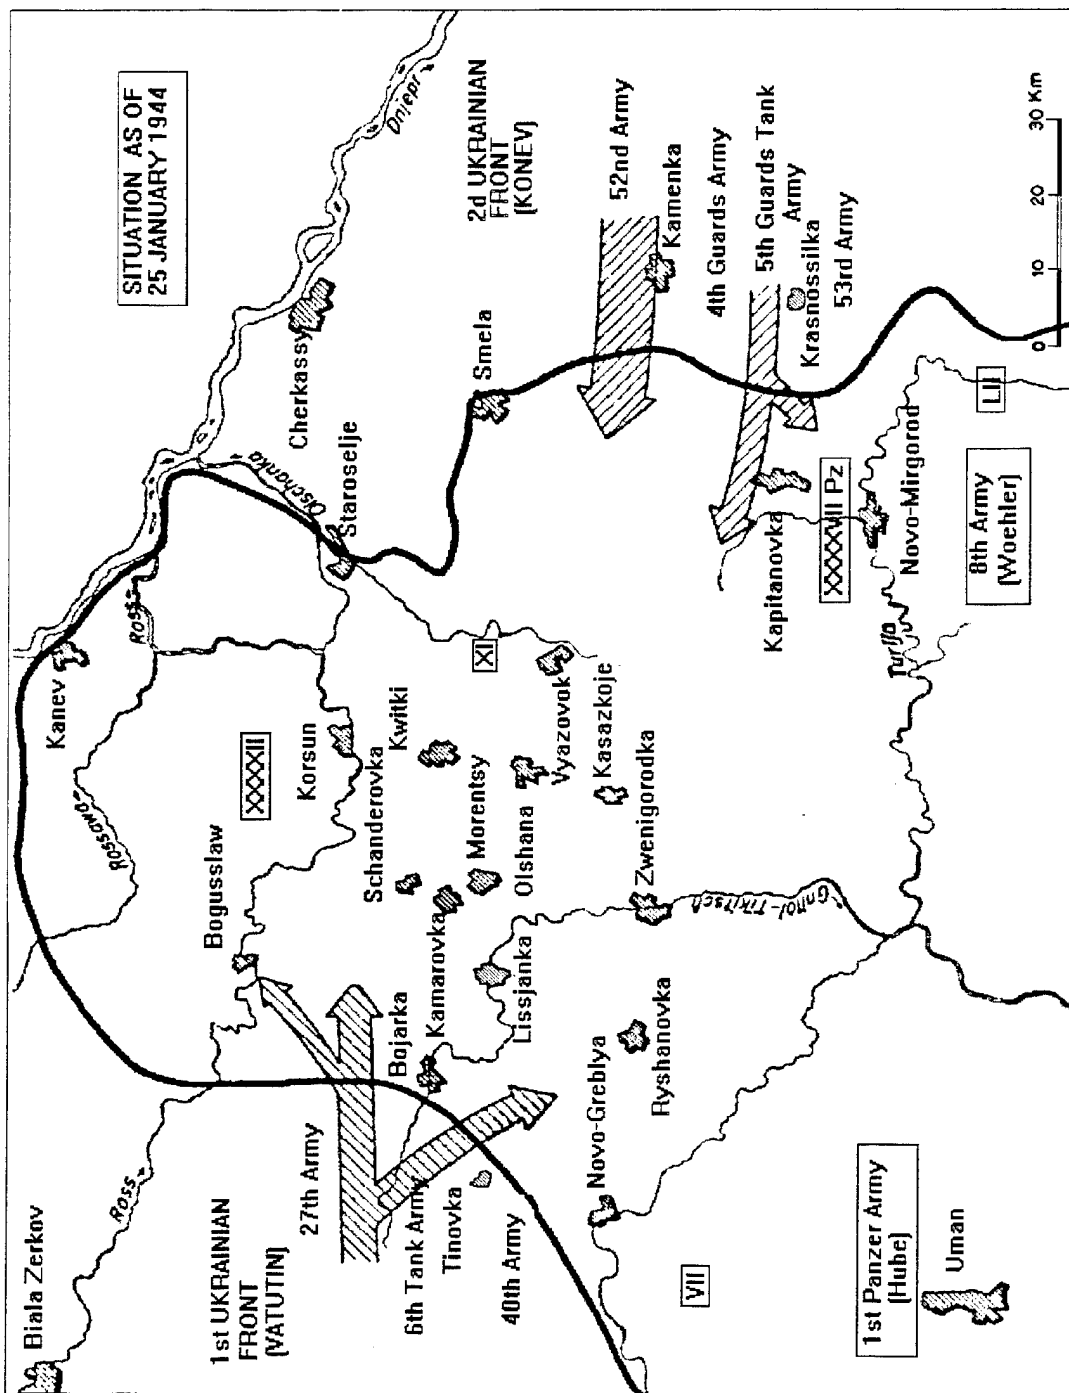 SITUATION AS OF
25 JANUARY 1944
Dnjepr
Biala Zerkov
Kanev
Ross
Rossawa
Ross
Cherkassy
Olschanka
Staroselje
Bogusslaw
XXXXII
Korsun
1st UKRAINIAN
FRONT
(VATUTIN)
27th Army
2d UKRAINIAN
FRONT
(KONEV)
Smela
Schanderovka
Kwitki
XI
Bojarka
Kamarovka
Morentsy
6th Tank Army
Tinovka
40th Army
Lissjanka
Olshana
Vyazovok
Kasazkoje
52nd Army
Kamenka
Novo-Greblya
Ryshanovka
Zwenigorodka
4th Guards Army
5th Guards Tank
Army
Krasnossilka
53rd Army
VII
Gniloi-Tikitsch
Kapitanovka
XXXXVII Pz
Turija
Novo-Mirgorod
1st Panzer Army
(Hube)
Uman
8th Army
(Woehler)
LII
0 10 20 30 Km